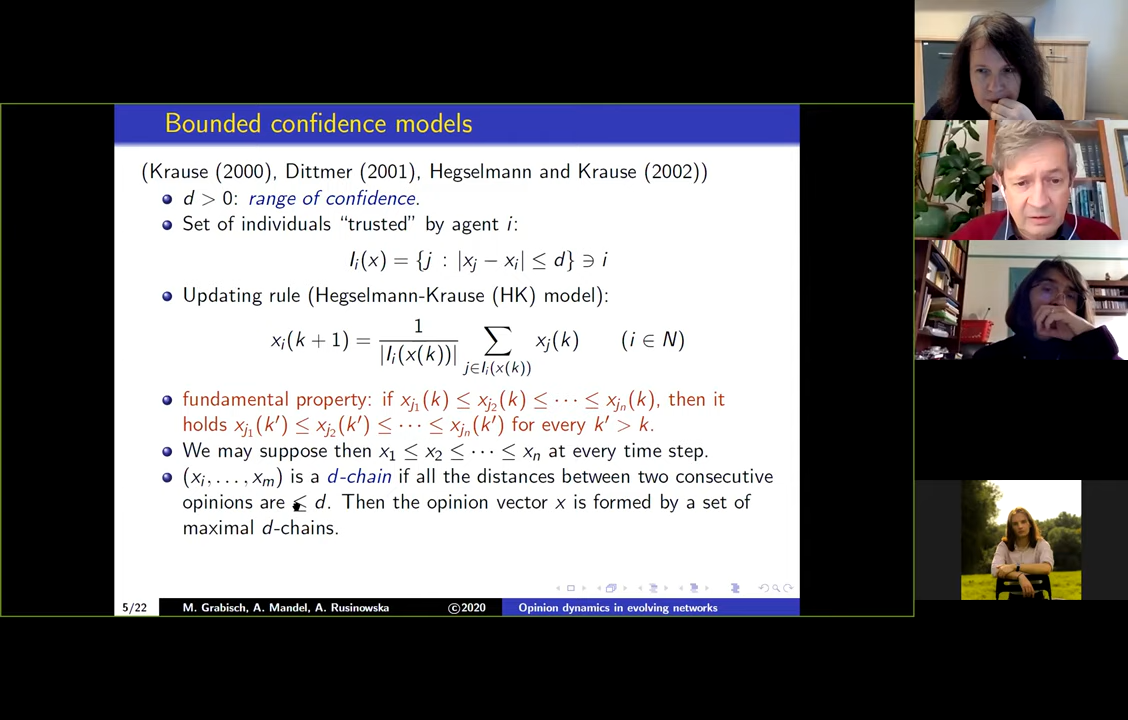 Bounded confidence models
(Krause (2000), Dittmer (2001), Hegselmann and Krause (2002))
d > 0: range of confidence.
Set of individuals “trusted” by agent i:
I_i(x) = {j : |x_j − x_i| ≤ d} ∋ i
Updating rule (Hegselmann-Krause (HK) model):
x_i(k + 1) = \frac{1}{|I_i(x(k))|} \sum_{j∈I_i(x(k))} x_j(k) (i ∈ N)
fundamental property: if x_{j_1}(k) ≤ x_{j_2}(k) ≤ ⋯ ≤ x_{j_n}(k), then it
holds x_{j_1}(k′) ≤ x_{j_2}(k′) ≤ ⋯ ≤ x_{j_n}(k′) for every k′ > k.
We may suppose then x_1 ≤ x_2 ≤ ⋯ ≤ x_n at every time step.
(x_i, . . . , x_m) is a d-chain if all the distances between two consecutive
opinions are ≤ d. Then the opinion vector x is formed by a set of
maximal d-chains.
5/22 M. Grabisch, A. Mandel, A. Rusinowska ©2020 Opinion dynamics in evolving networks